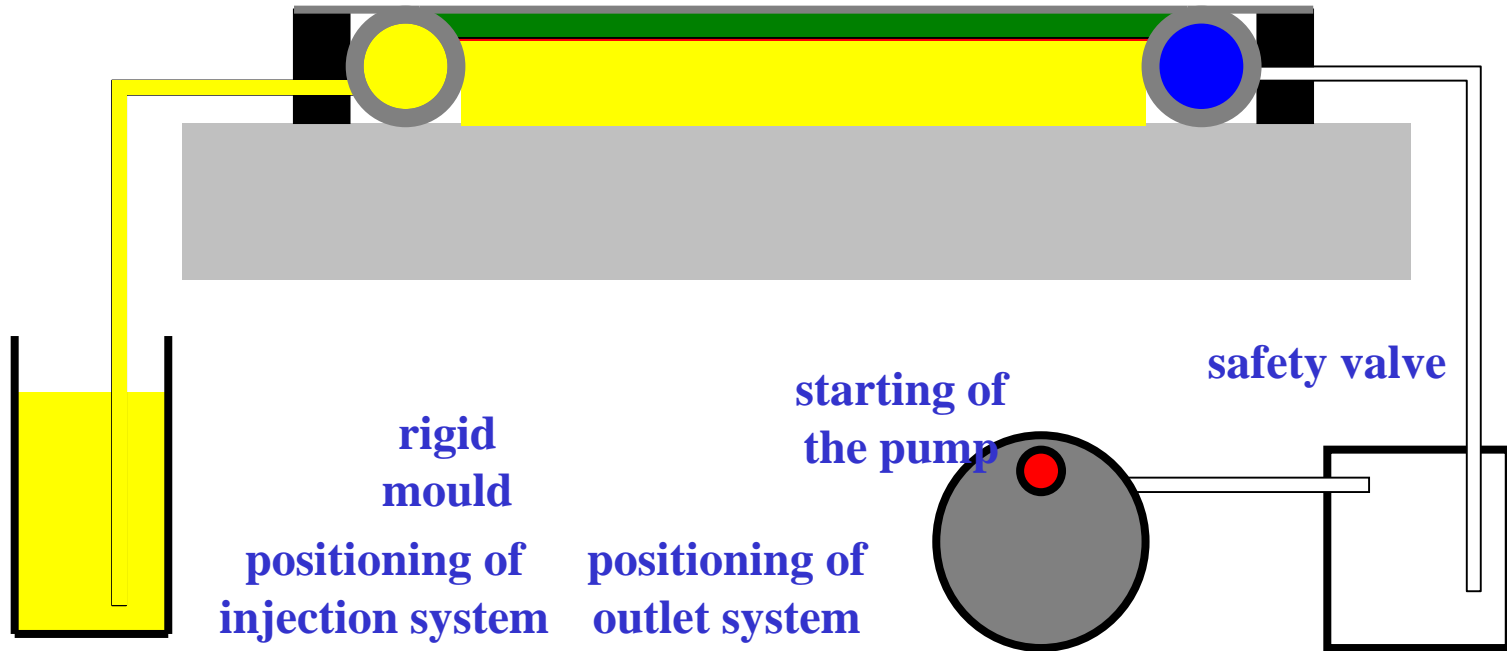 safety valve
starting of
the pump
rigid
mould
positioning of
injection system
positioning of
outlet system